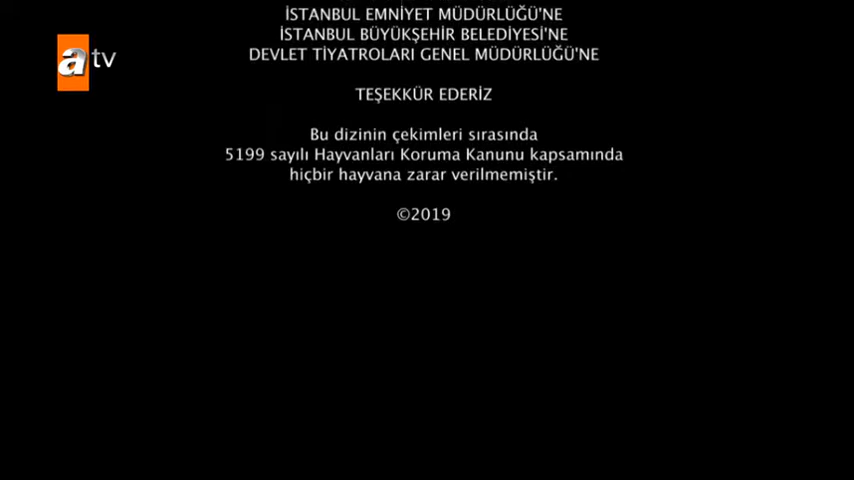 İSTANBUL EMNİYET MÜDÜRLÜĞÜ'NE
İSTANBUL BÜYÜKŞEHİR BELEDİYESİ'NE
DEVLET TİYATROLARI GENEL MÜDÜRLÜĞÜ'NE
atv
TEŞEKKÜR EDERİZ
Bu dizinin çekimleri sırasında
5199 sayılı Hayvanları Koruma Kanunu kapsamında
hiçbir hayvana zarar verilmemiştir.
©2019